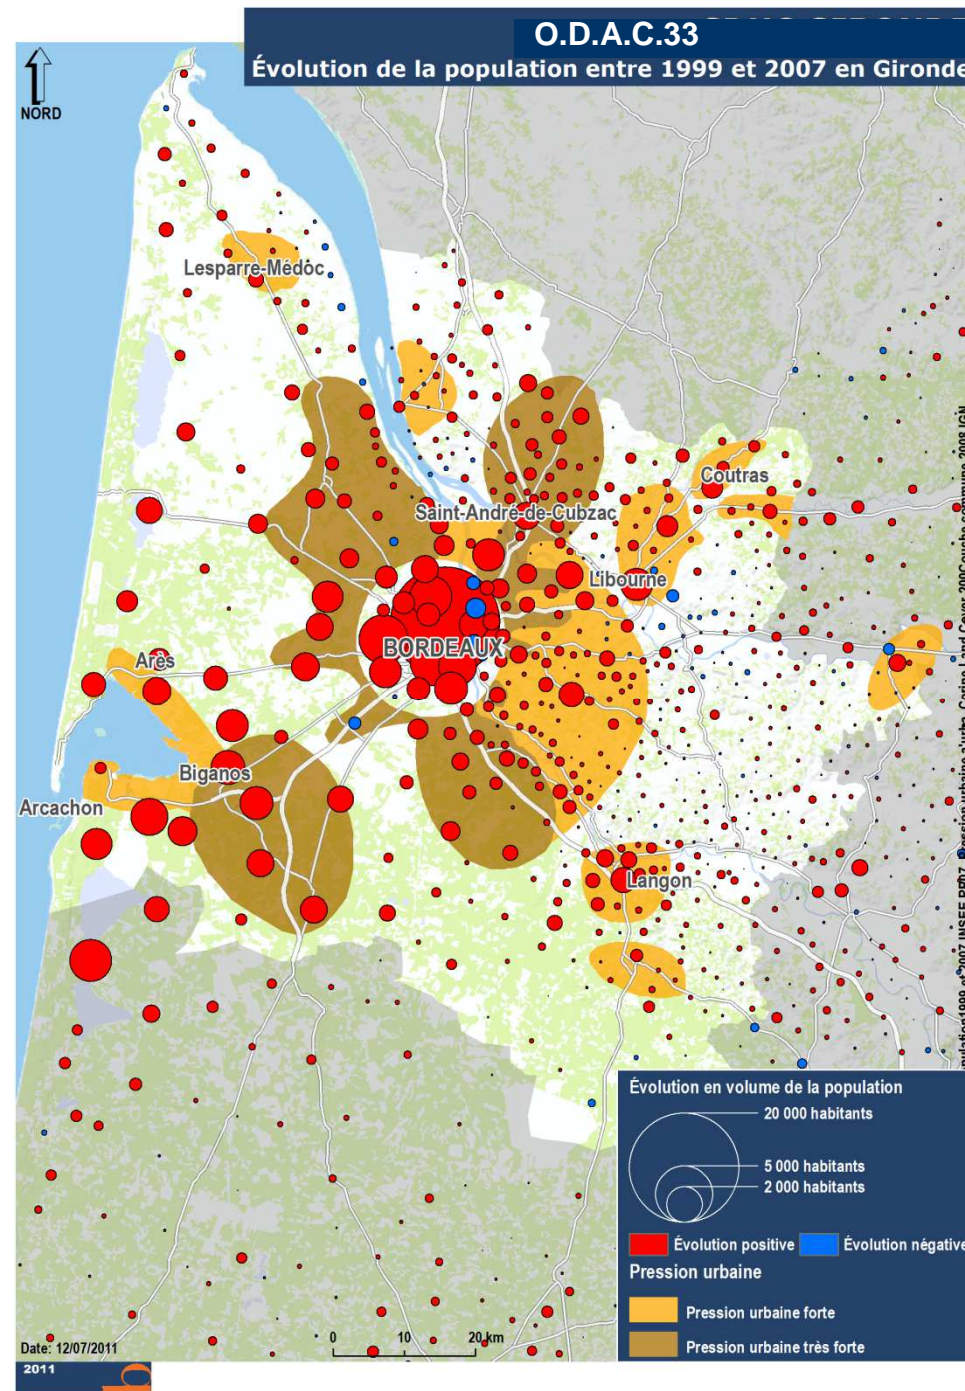 O.D.A.C.33
Évolution de la population entre 1999 et 2007 en Gironde
NORD
Lesparre-Médoc
Coutras
Saint-André-de-Cubzac
Libourne
BORDEAUX
Arès
Biganos
Arcachon
Langon
Évolution en volume de la population
20 000 habitants
5 000 habitants
2 000 habitants
Évolution positive
Évolution négative
Pression urbaine
Pression urbaine forte
Pression urbaine très forte
0 10 20 km
Date: 12/07/2011
2011